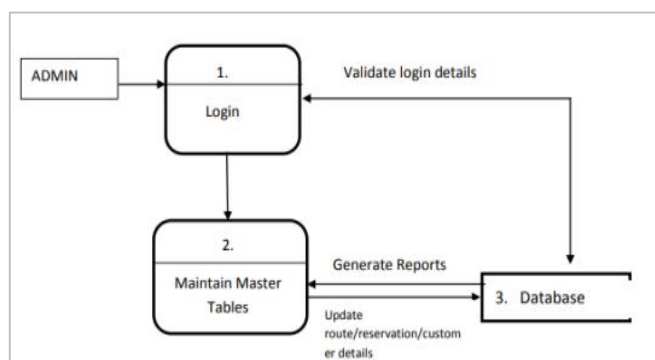 ADMIN
1.
Login
Validate login details
2.
Maintain Master
Tables
Generate Reports
3. Database
Update
route/reservation/custom
er details